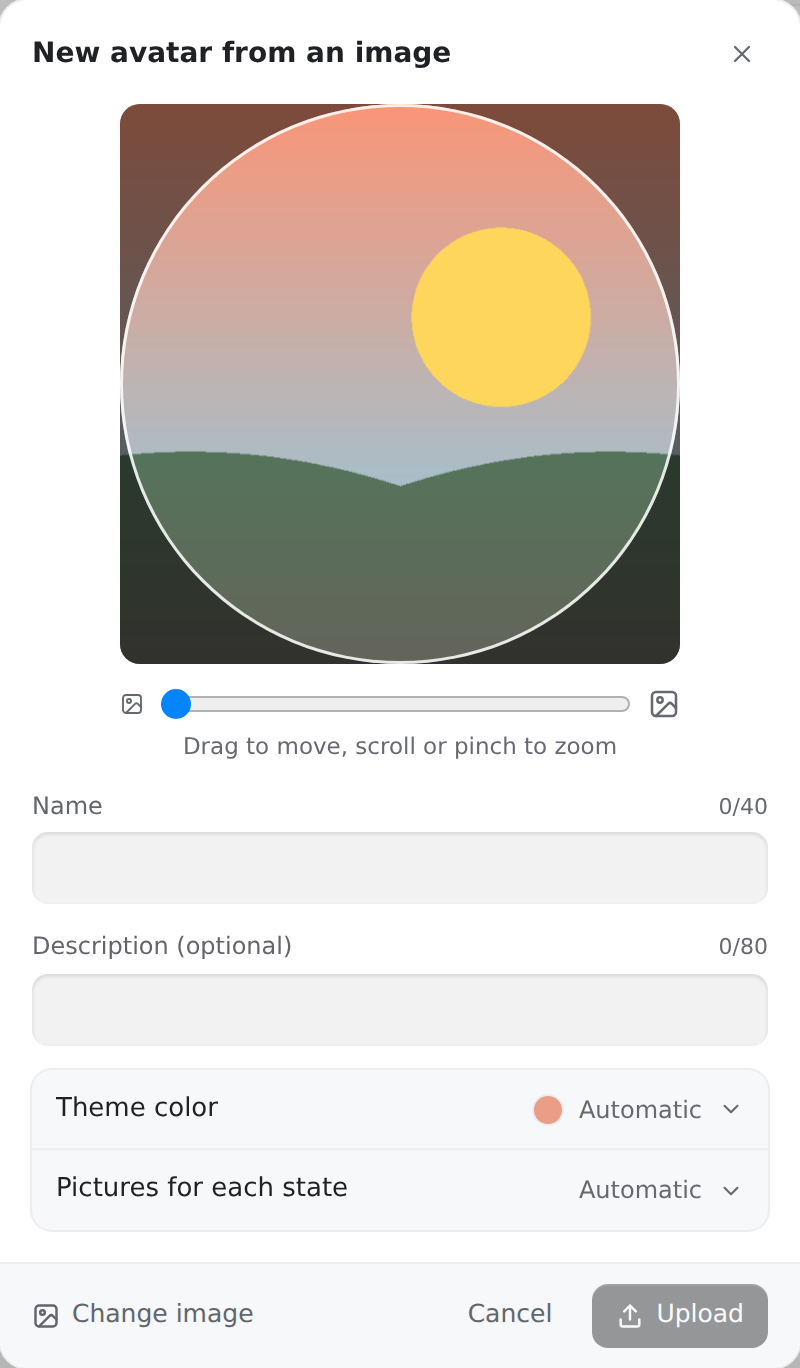 New avatar from an image
Drag to move, scroll or pinch to zoom
Name 0/40
Description (optional) 0/80
Theme color Automatic
Pictures for each state Automatic
Change image Cancel Upload